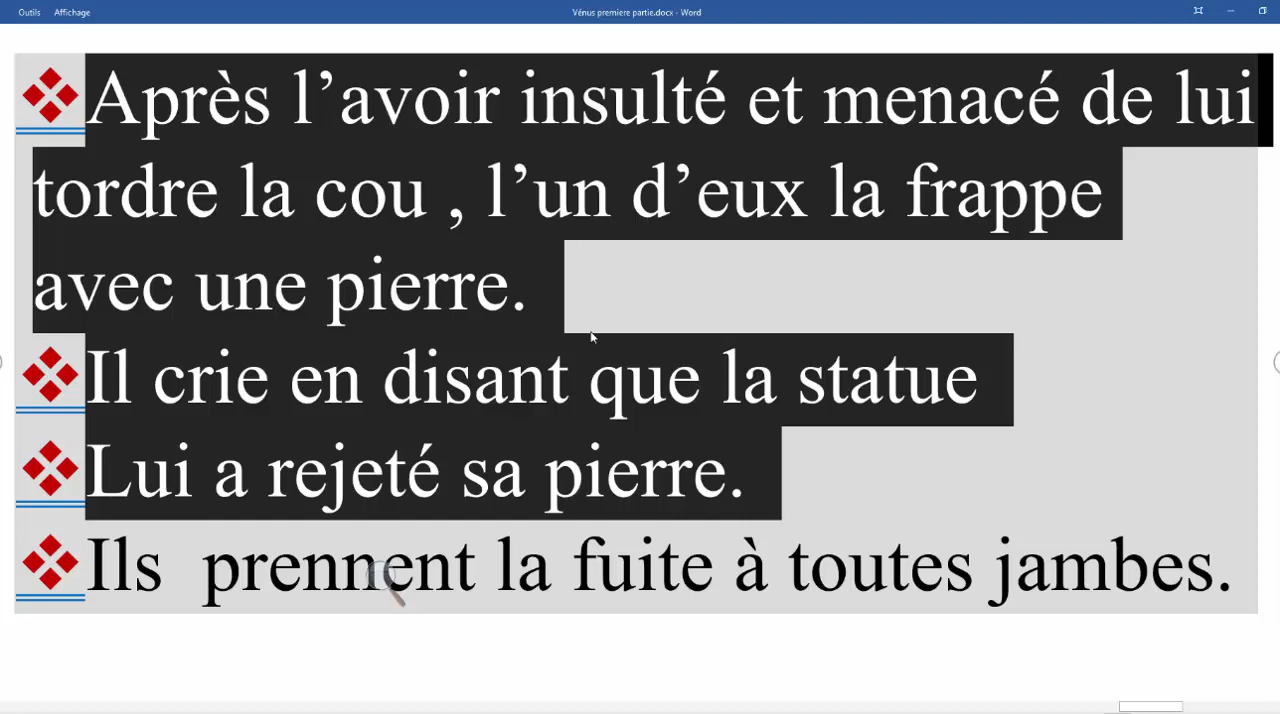 Outils Affichage
Vénus premiere partie.docx - Word
Après l’avoir insulté et menacé de lui
tordre la cou , l’un d’eux la frappe
avec une pierre.
Il crie en disant que la statue
Lui a rejeté sa pierre.
Ils prennent la fuite à toutes jambes.